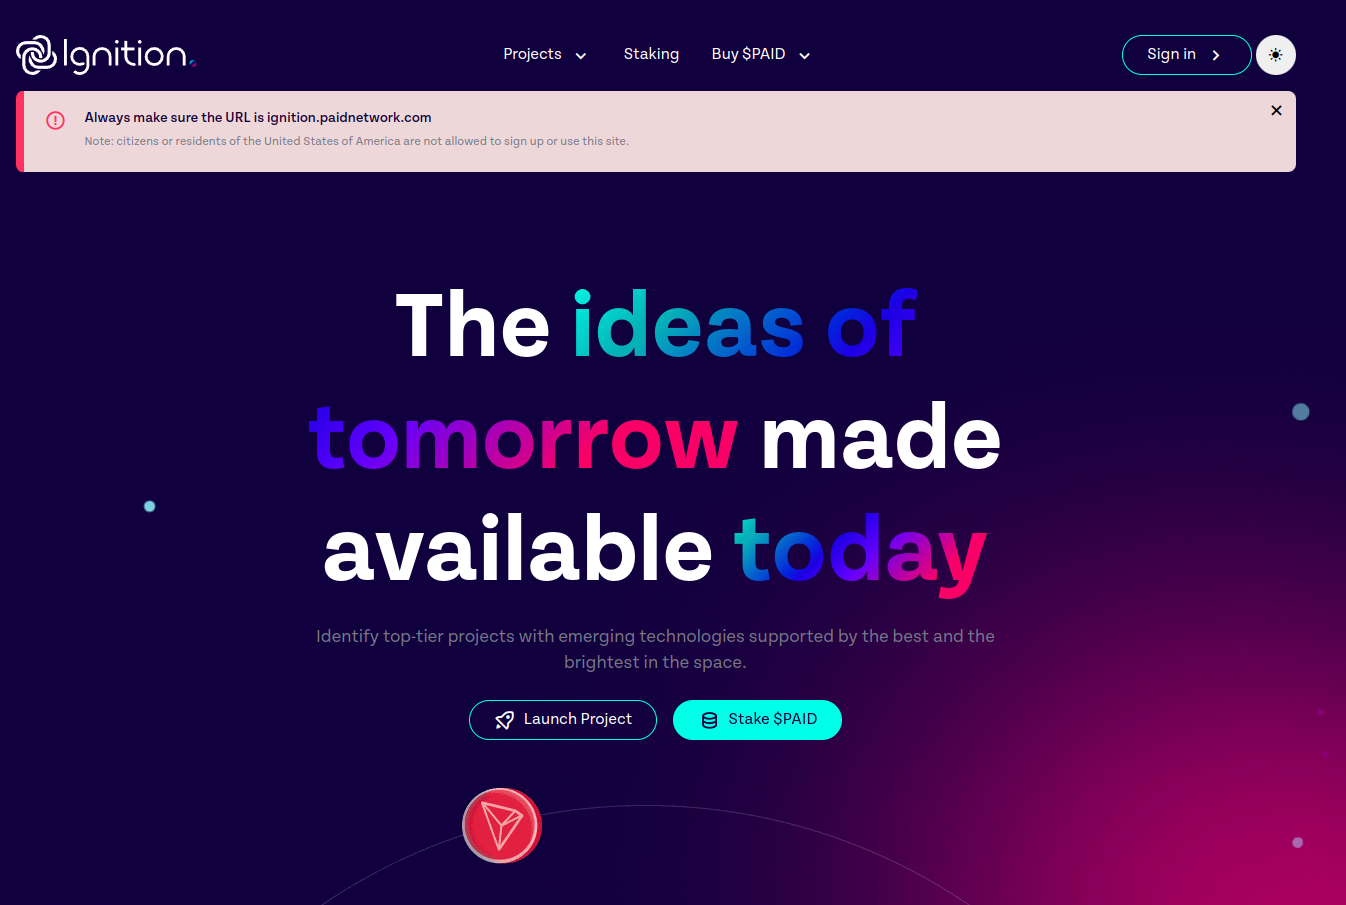 Ignition.
Projects
Staking
Buy $PAID
Sign in
Always make sure the URL is ignition.paidnetwork.com
Note: citizens or residents of the United States of America are not allowed to sign up or use this site.
The ideas of
tomorrow made
available today
Identify top-tier projects with emerging technologies supported by the best and the
brightest in the space.
Launch Project
Stake $PAID